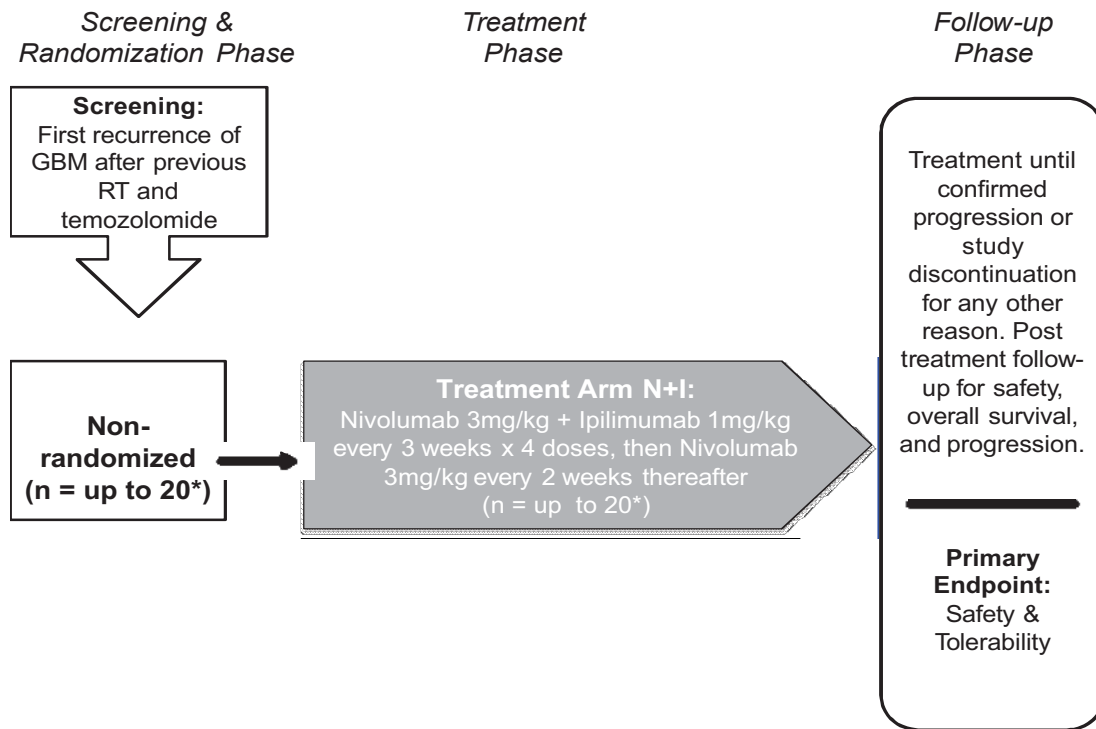 Screening &
Randomization Phase
Treatment
Phase
Follow-up
Phase
Screening:
First recurrence of
GBM after previous
RT and
temozolomide
Non-
randomized
(n = up to 20*)
Treatment Arm N+I:
Nivolumab 3mg/kg + Ipilimumab 1mg/kg
every 3 weeks x 4 doses, then Nivolumab
3mg/kg every 2 weeks thereafter
(n = up to 20*)
Treatment until
confirmed
progression or
study
discontinuation
for any other
reason. Post
treatment follow-
up for safety,
overall survival,
and progression.
Primary
Endpoint:
Safety &
Tolerability